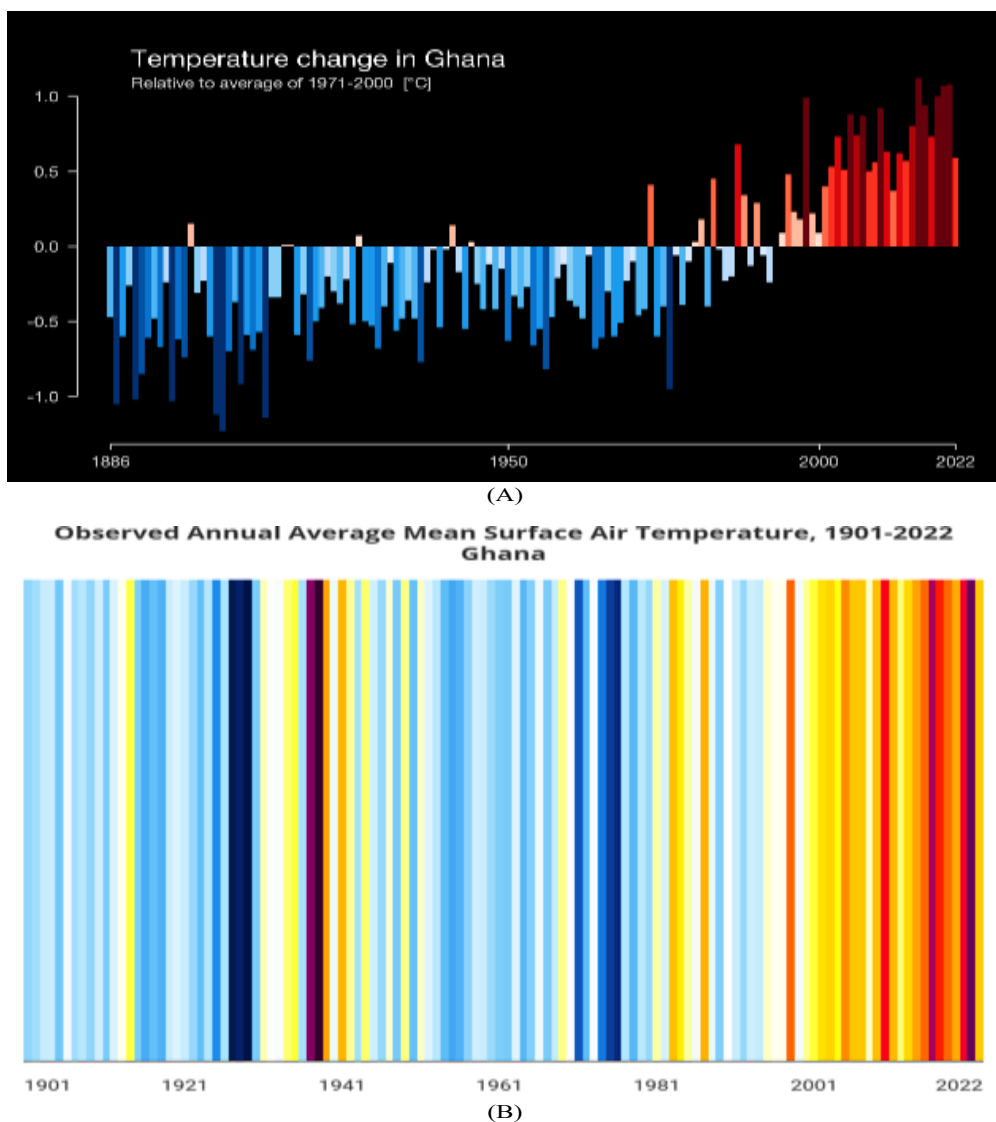 Temperature change in Ghana
Relative to average of 1971-2000 [°C]
1.0
0.5
0.0
-0.5
-1.0
1886 1950 2000 2022
(A)
Observed Annual Average Mean Surface Air Temperature, 1901-2022
Ghana
1901 1921 1941 1961 1981 2001 2022
(B)